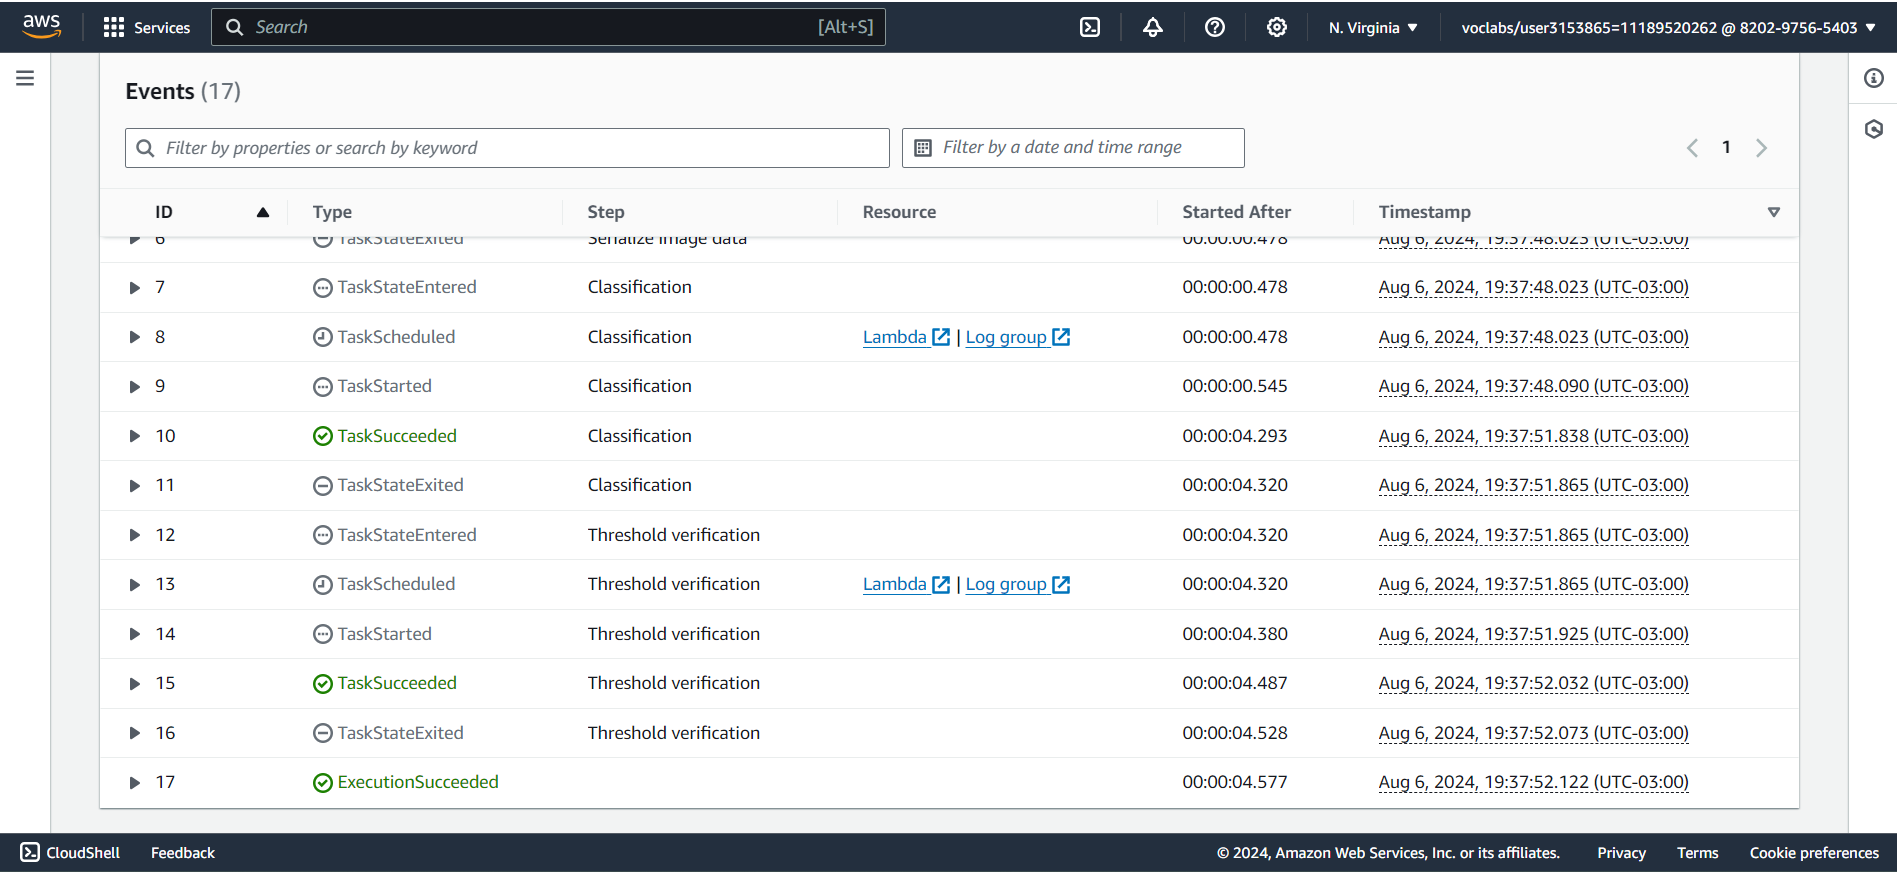 aws Services Search [Alt+S] N. Virginia voclabs/user3153865=11189520262 @ 8202-9756-5403
Events (17)
Filter by properties or search by keyword Filter by a date and time range 1
ID Type Step Resource Started After Timestamp
6 TaskStateExited Serialize image data 00:00:00.478 Aug 6, 2024, 19:37:48.023 (UTC-03:00)
7 TaskStateEntered Classification 00:00:00.478 Aug 6, 2024, 19:37:48.023 (UTC-03:00)
8 TaskScheduled Classification Lambda | Log group 00:00:00.478 Aug 6, 2024, 19:37:48.023 (UTC-03:00)
9 TaskStarted Classification 00:00:00.545 Aug 6, 2024, 19:37:48.090 (UTC-03:00)
10 TaskSucceeded Classification 00:00:04.293 Aug 6, 2024, 19:37:51.838 (UTC-03:00)
11 TaskStateExited Classification 00:00:04.320 Aug 6, 2024, 19:37:51.865 (UTC-03:00)
12 TaskStateEntered Threshold verification 00:00:04.320 Aug 6, 2024, 19:37:51.865 (UTC-03:00)
13 TaskScheduled Threshold verification Lambda | Log group 00:00:04.320 Aug 6, 2024, 19:37:51.865 (UTC-03:00)
14 TaskStarted Threshold verification 00:00:04.380 Aug 6, 2024, 19:37:51.925 (UTC-03:00)
15 TaskSucceeded Threshold verification 00:00:04.487 Aug 6, 2024, 19:37:52.032 (UTC-03:00)
16 TaskStateExited Threshold verification 00:00:04.528 Aug 6, 2024, 19:37:52.073 (UTC-03:00)
17 ExecutionSucceeded 00:00:04.577 Aug 6, 2024, 19:37:52.122 (UTC-03:00)
CloudShell Feedback © 2024, Amazon Web Services, Inc. or its affiliates. Privacy Terms Cookie preferences